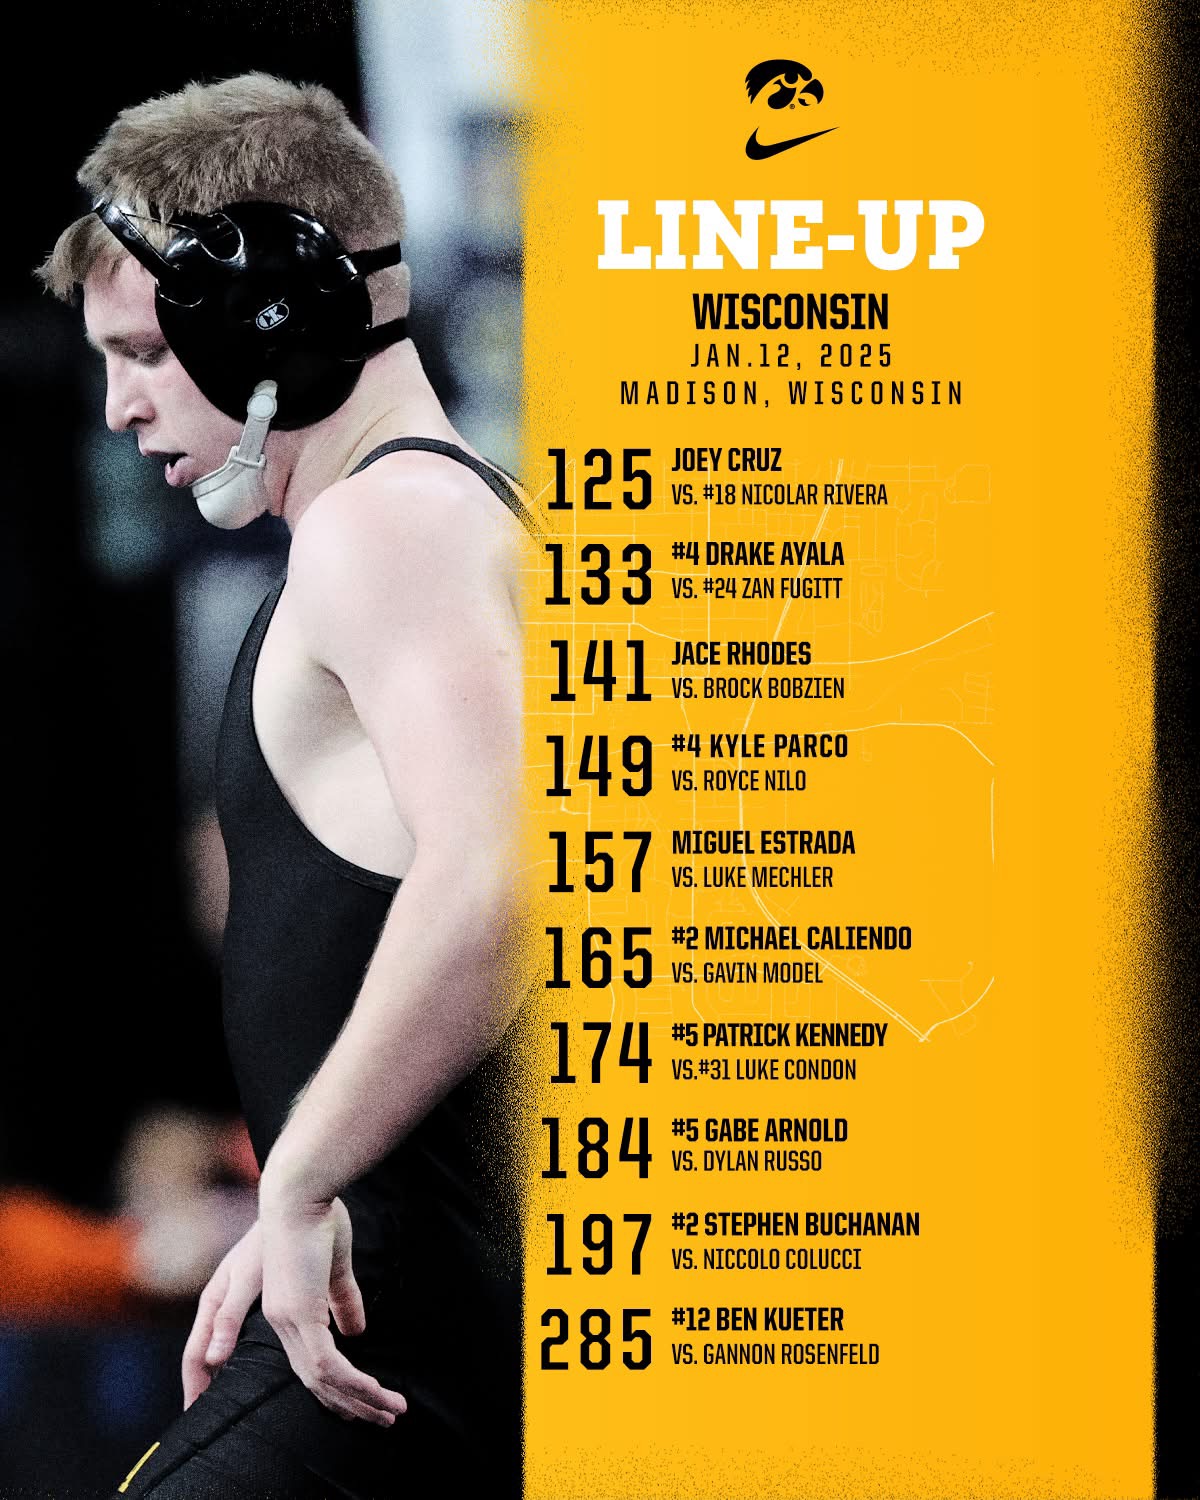 CK
LINE-UP
WISCONSIN
JAN.12, 2025
MADISON, WISCONSIN
125 JOEY CRUZ
VS. #18 NICOLAR RIVERA
133 #4 DRAKE AYALA
VS. #24 ZAN FUGITT
141 JACE RHODES
VS. BROCK BOBZIEN
149 #4 KYLE PARCO
VS. ROYCE NILO
157 MIGUEL ESTRADA
VS. LUKE MECHLER
165 #2 MICHAEL CALIENDO
VS. GAVIN MODEL
174 #5 PATRICK KENNEDY
VS.#31 LUKE CONDON
184 #5 GABE ARNOLD
VS. DYLAN RUSSO
197 #2 STEPHEN BUCHANAN
VS. NICCOLO COLUCCI
285 #12 BEN KUETER
VS. GANNON ROSENFELD